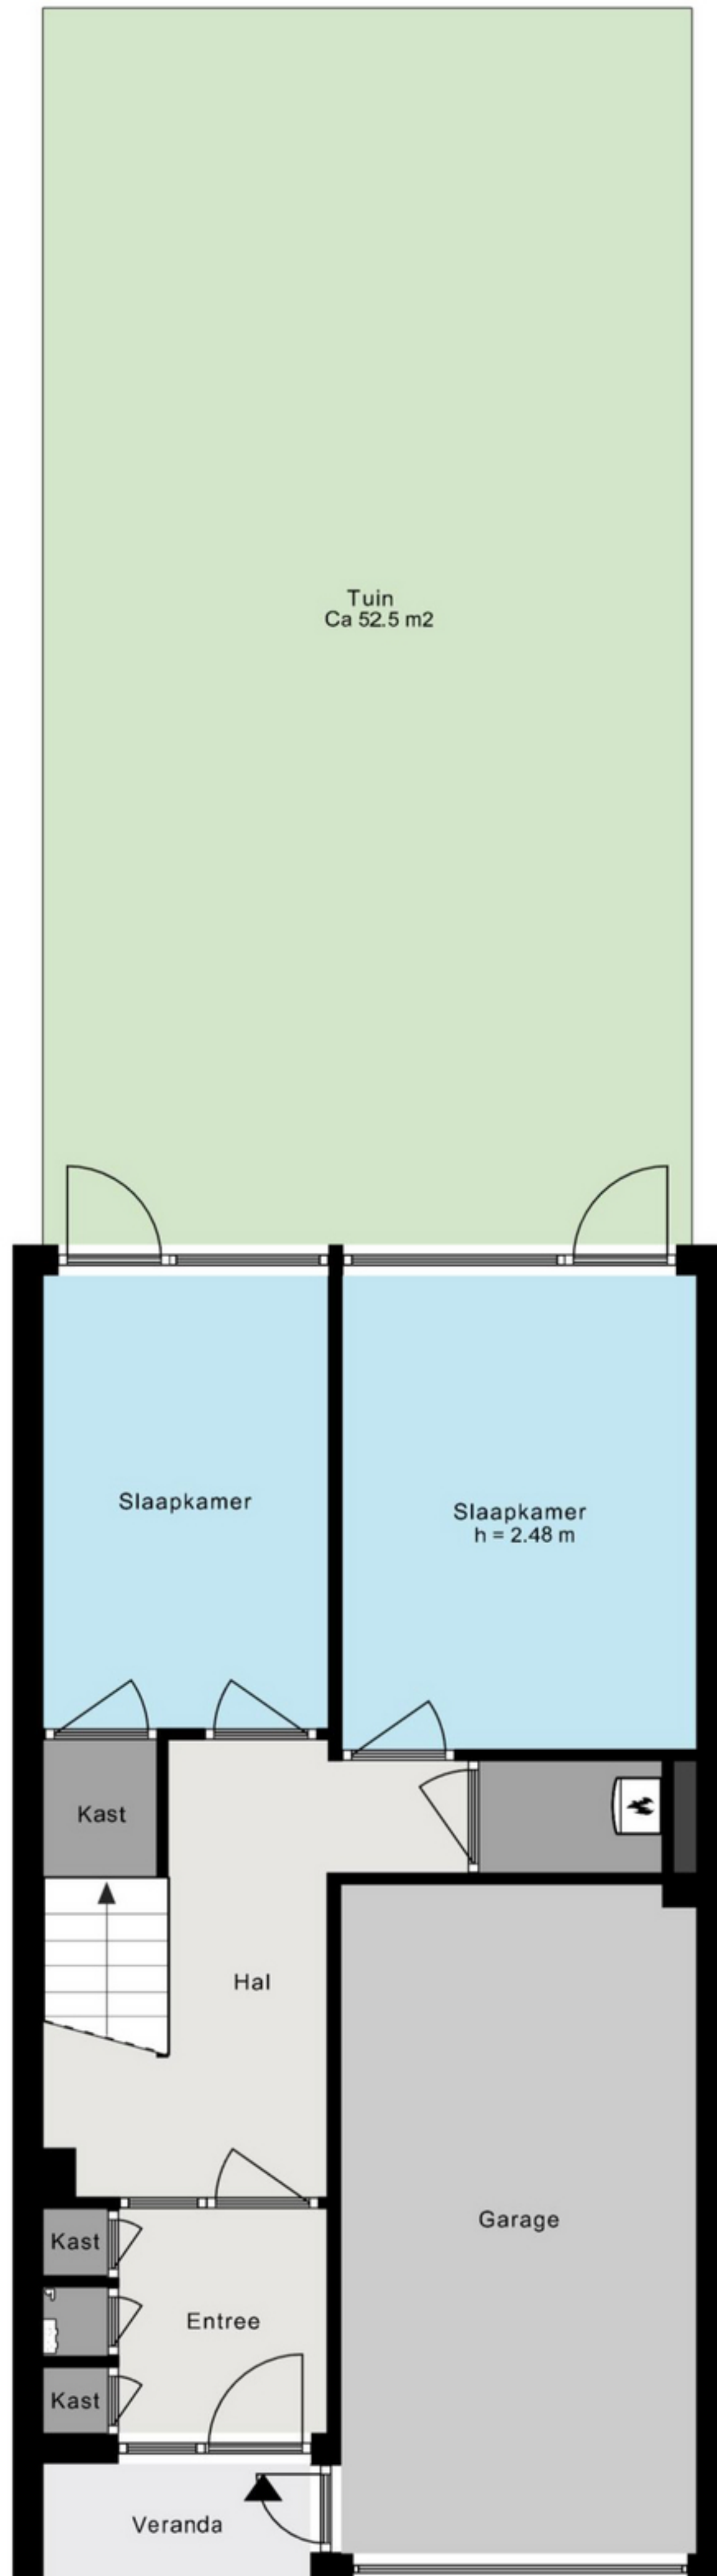 Tuin
Ca 52.5 m2
Slaapkamer
Slaapkamer
h = 2.48 m
Kast
Hal
Garage
Kast
Entree
Kast
Veranda